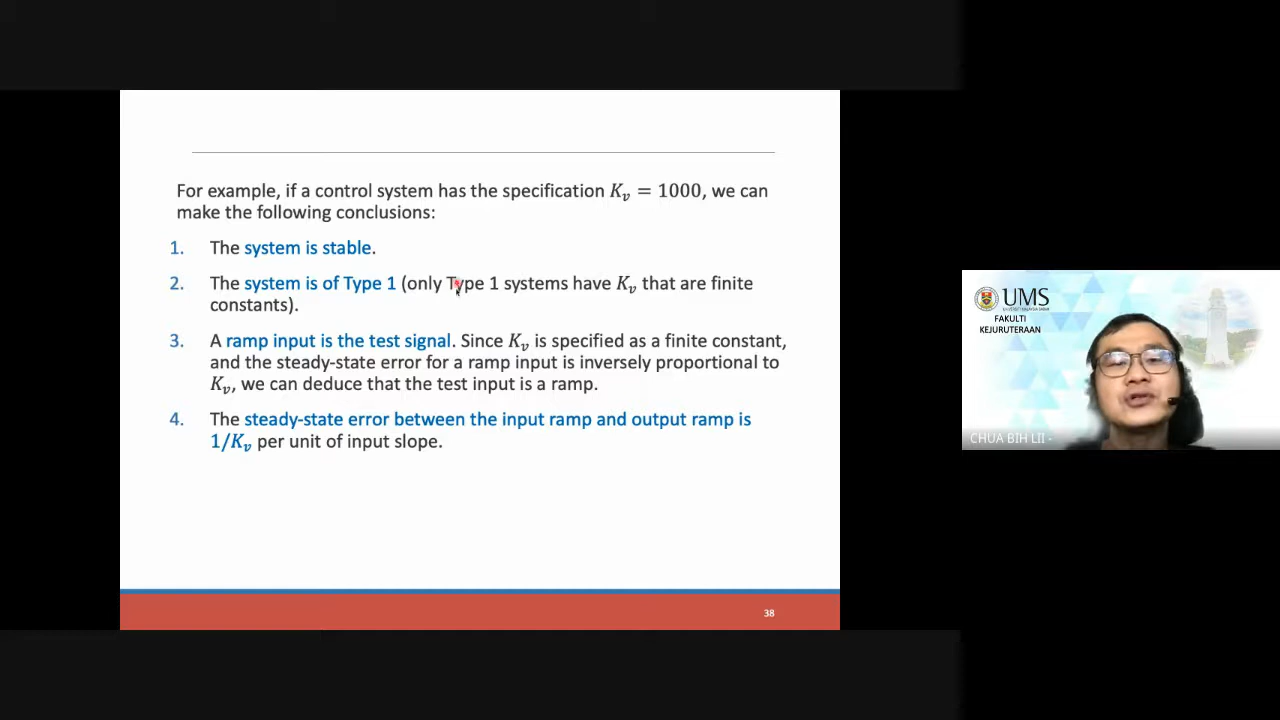 For example, if a control system has the specification K_v = 1000, we can
make the following conclusions:
1. The system is stable.
2. The system is of Type 1 (only Type 1 systems have K_v that are finite
constants).
3. A ramp input is the test signal. Since K_v is specified as a finite constant,
and the steady-state error for a ramp input is inversely proportional to
K_v, we can deduce that the test input is a ramp.
4. The steady-state error between the input ramp and output ramp is
1/K_v per unit of input slope.
38
UMS
FAKULTI
KEJURUTERAAN
CHUA BIH LII -